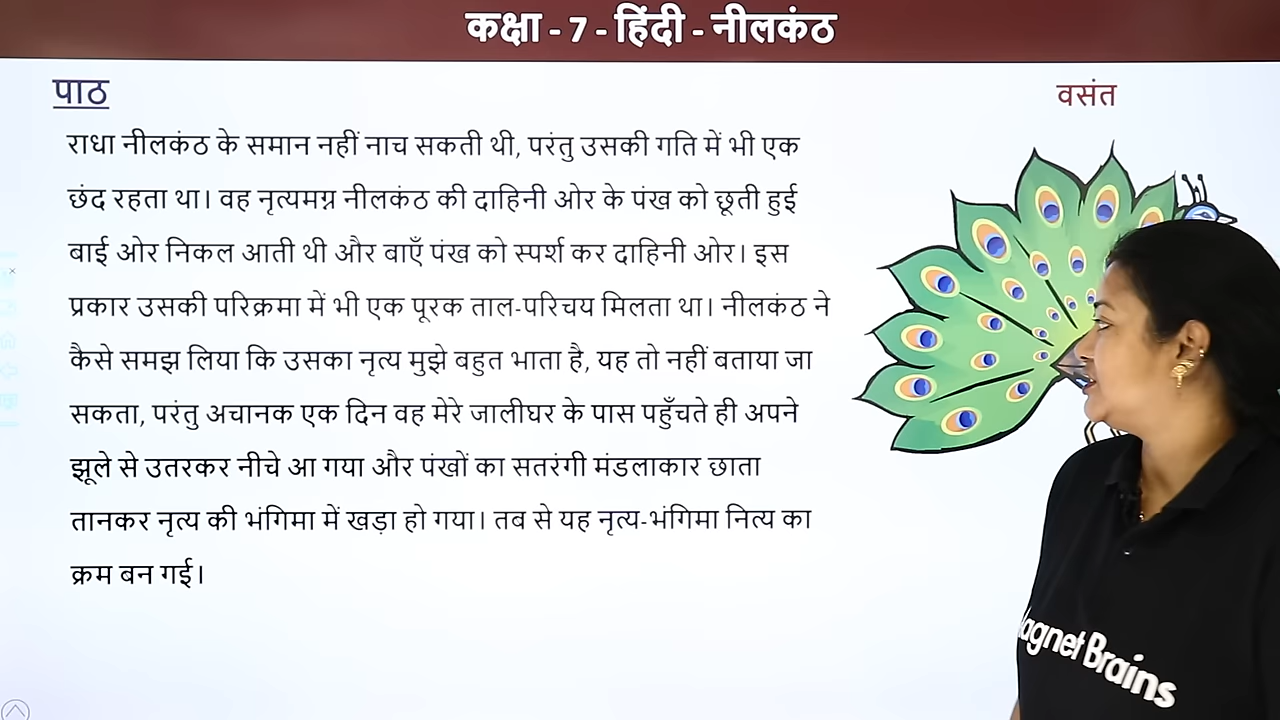 कक्षा - 7 - हिंदी - नीलकंठ
पाठ
वसंत
राधा नीलकंठ के समान नहीं नाच सकती थी, परंतु उसकी गति में भी एक
छंद रहता था। वह नृत्यमग्न नीलकंठ की दाहिनी ओर के पंख को छूती हुई
बाई ओर निकल आती थी और बाएँ पंख को स्पर्श कर दाहिनी ओर। इस
प्रकार उसकी परिक्रमा में भी एक पूरक ताल-परिचय मिलता था। नीलकंठ ने
कैसे समझ लिया कि उसका नृत्य मुझे बहुत भाता है, यह तो नहीं बताया जा
सकता, परंतु अचानक एक दिन वह मेरे जालीघर के पास पहुँचते ही अपने
झूले से उतरकर नीचे आ गया और पंखों का सतरंगी मंडलाकार छाता
तानकर नृत्य की भंगिमा में खड़ा हो गया। तब से यह नृत्य-भंगिमा नित्य का
क्रम बन गई।
Magnet Brains